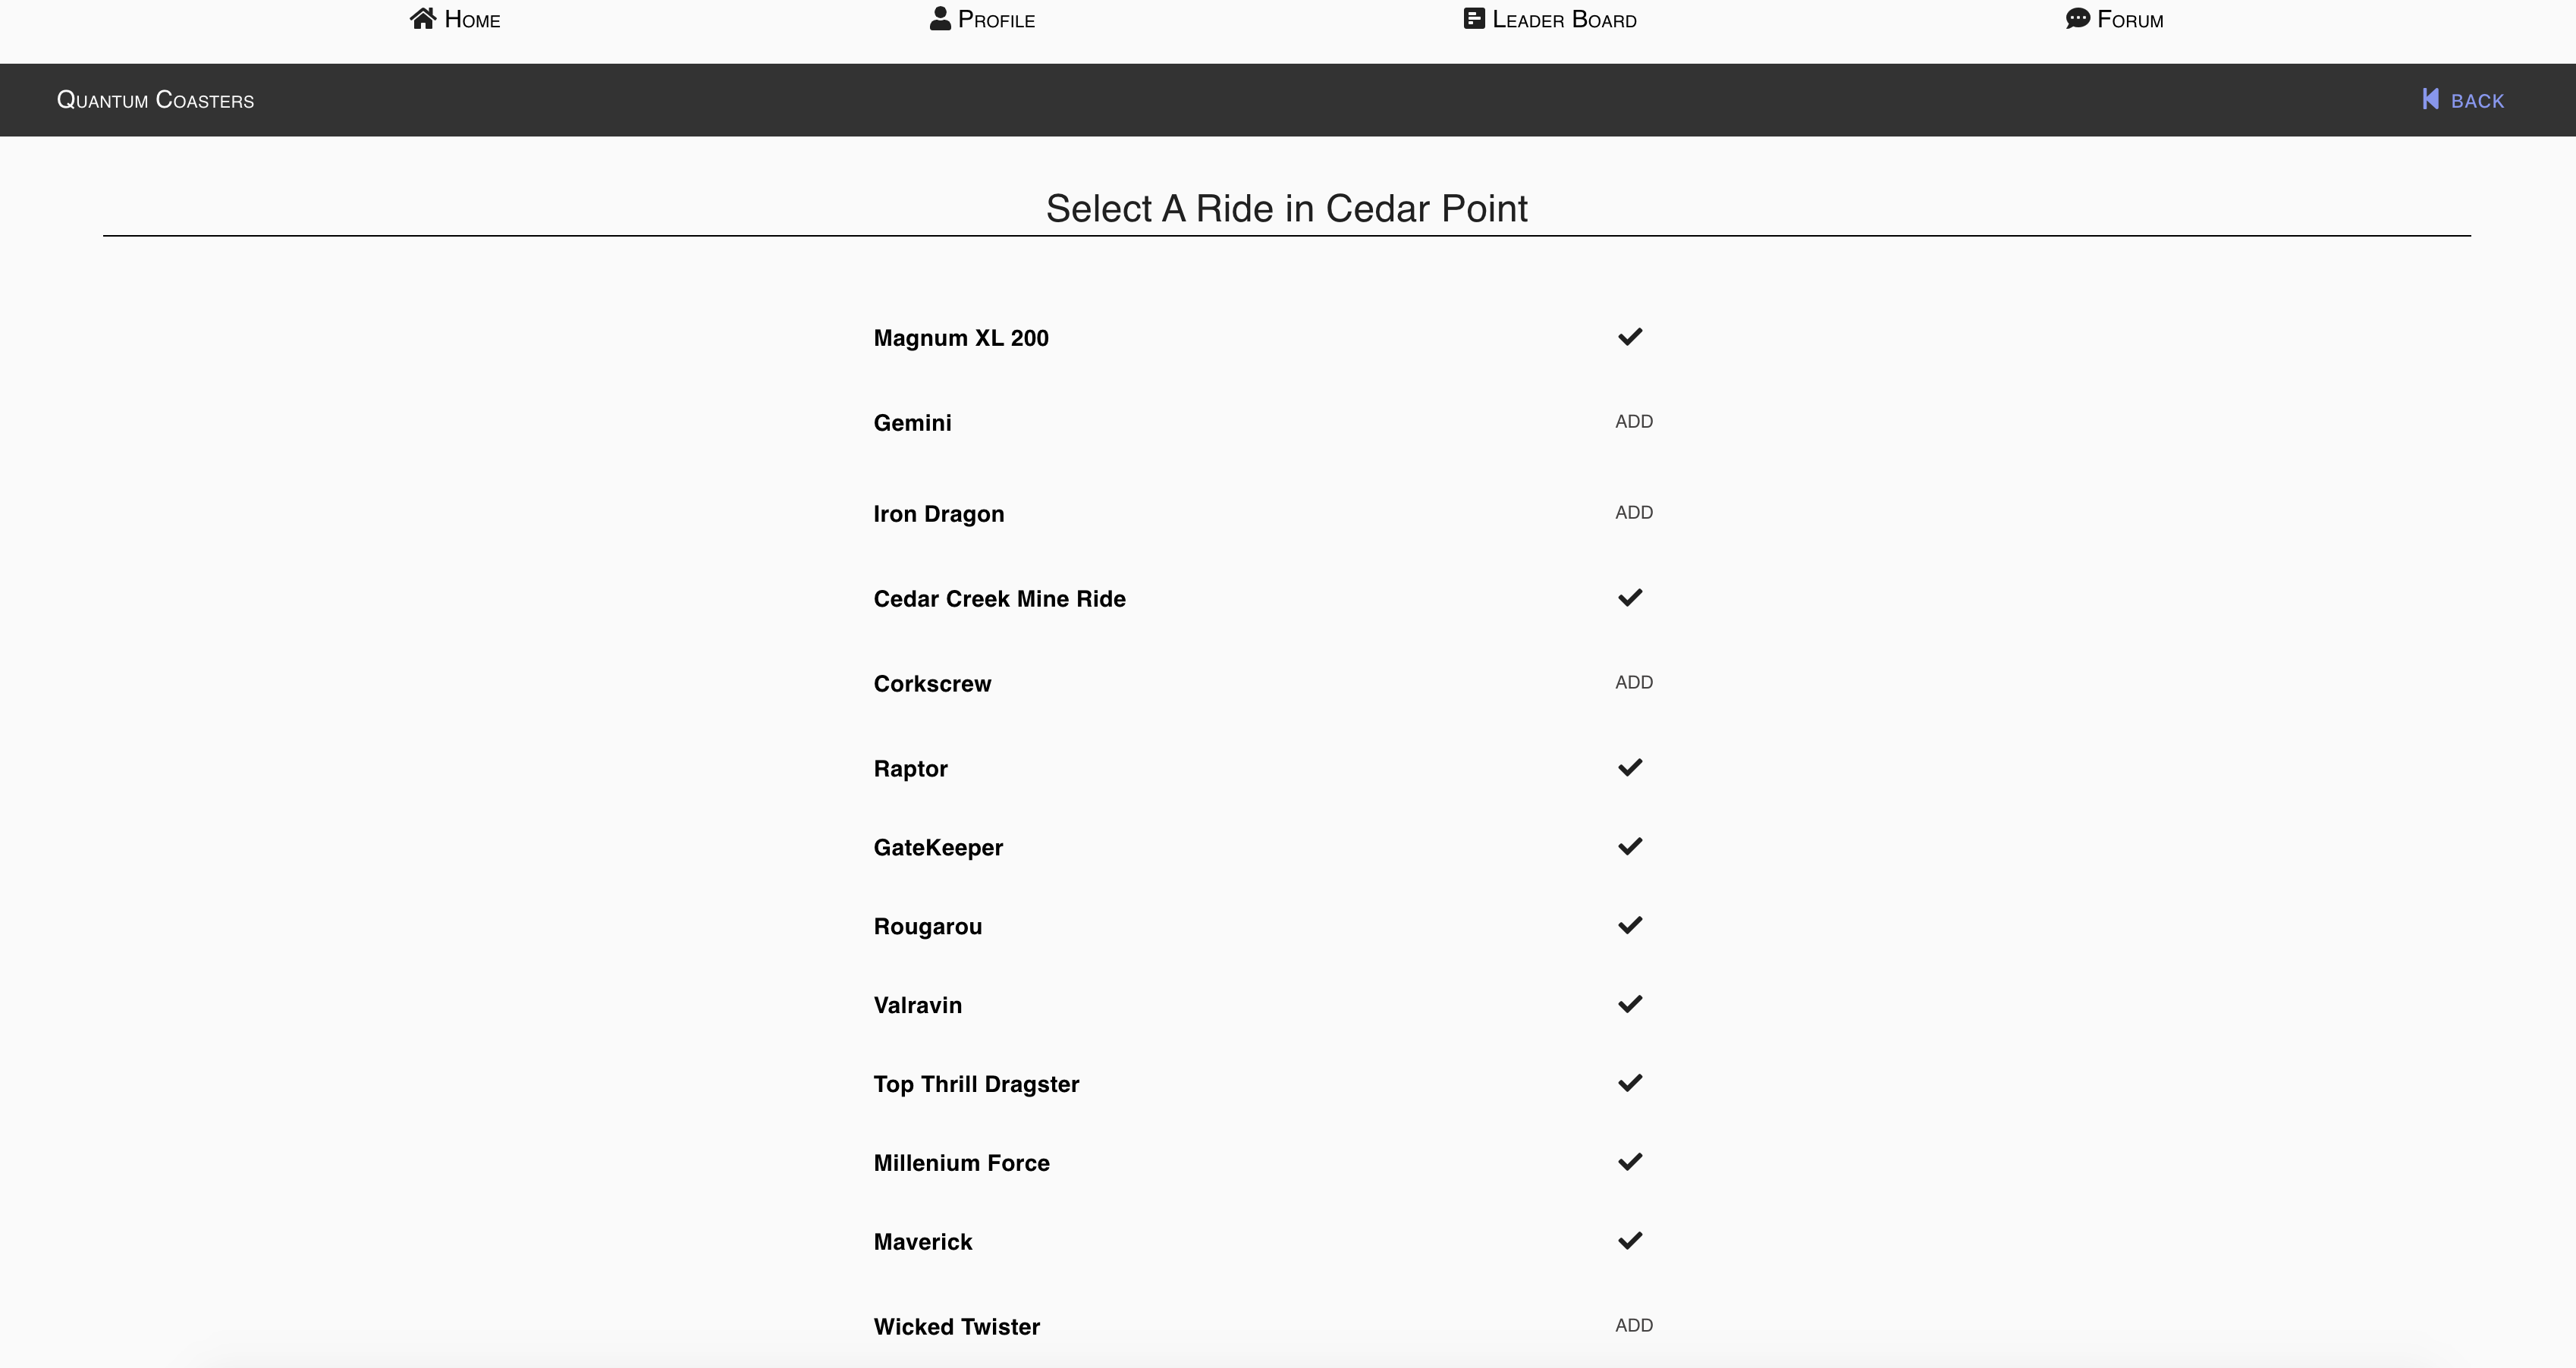 Home Profile Leader Board Forum
Quantum Coasters BACK
Select A Ride in Cedar Point
Magnum XL 200
Gemini ADD
Iron Dragon ADD
Cedar Creek Mine Ride
Corkscrew ADD
Raptor
GateKeeper
Rougarou
Valravin
Top Thrill Dragster
Millenium Force
Maverick
Wicked Twister ADD